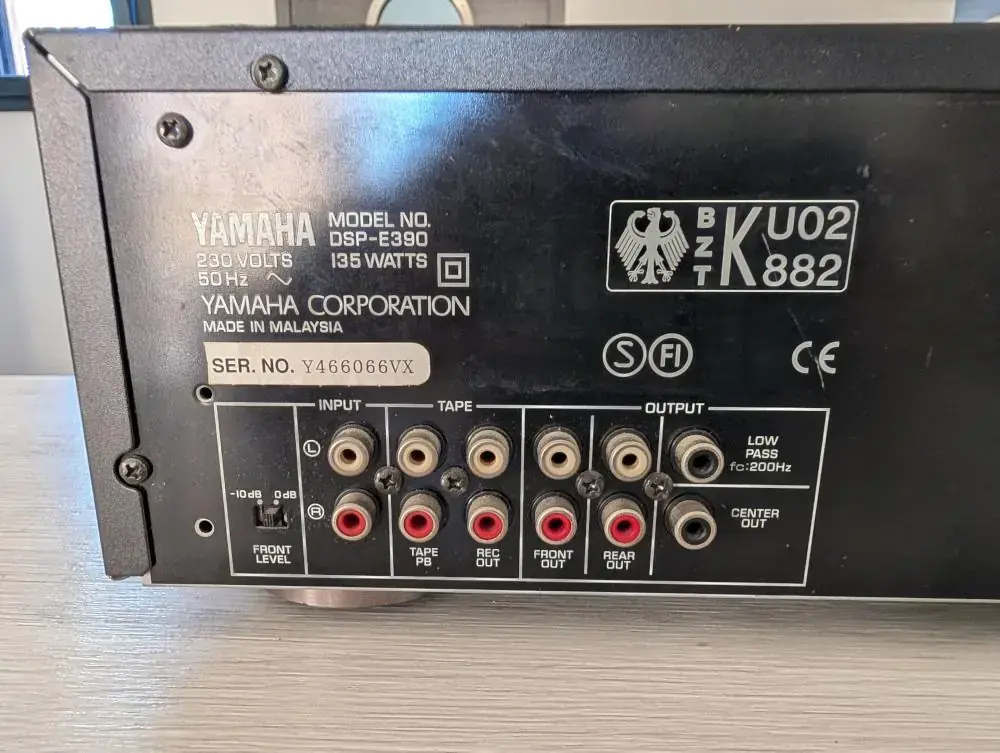 YAMAHA
MODEL NO.
DSP-E390
230 VOLTS
135 WATTS
50 Hz ~
YAMAHA CORPORATION
MADE IN MALAYSIA
SER. NO. Y466066VX
BZT K U02 882
S FI
CE
INPUT
TAPE
OUTPUT
L
LOW
PASS
fc:200Hz
-10dB 0dB
R
CENTER
OUT
FRONT
LEVEL
TAPE
PB
REC
OUT
FRONT
OUT
REAR
OUT